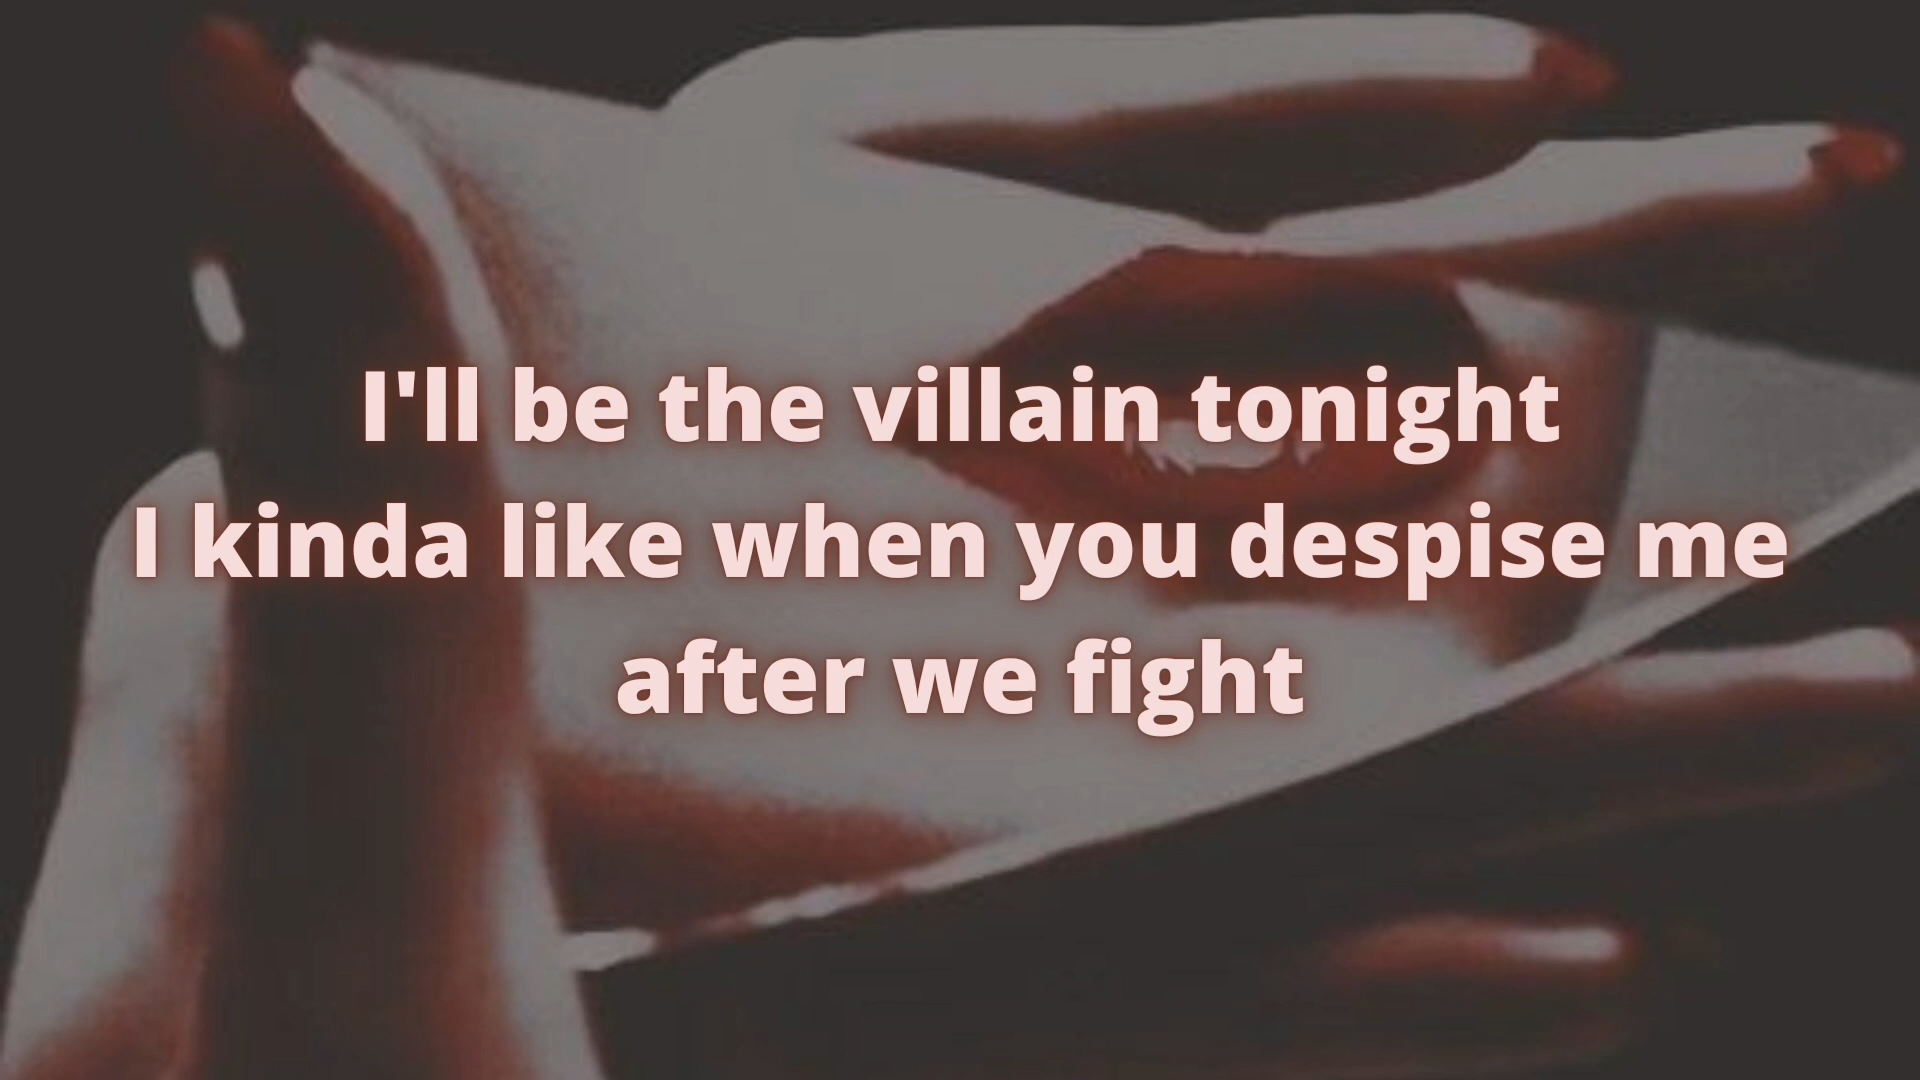 I'll be the villain tonight
I kinda like when you despise me
after we fight